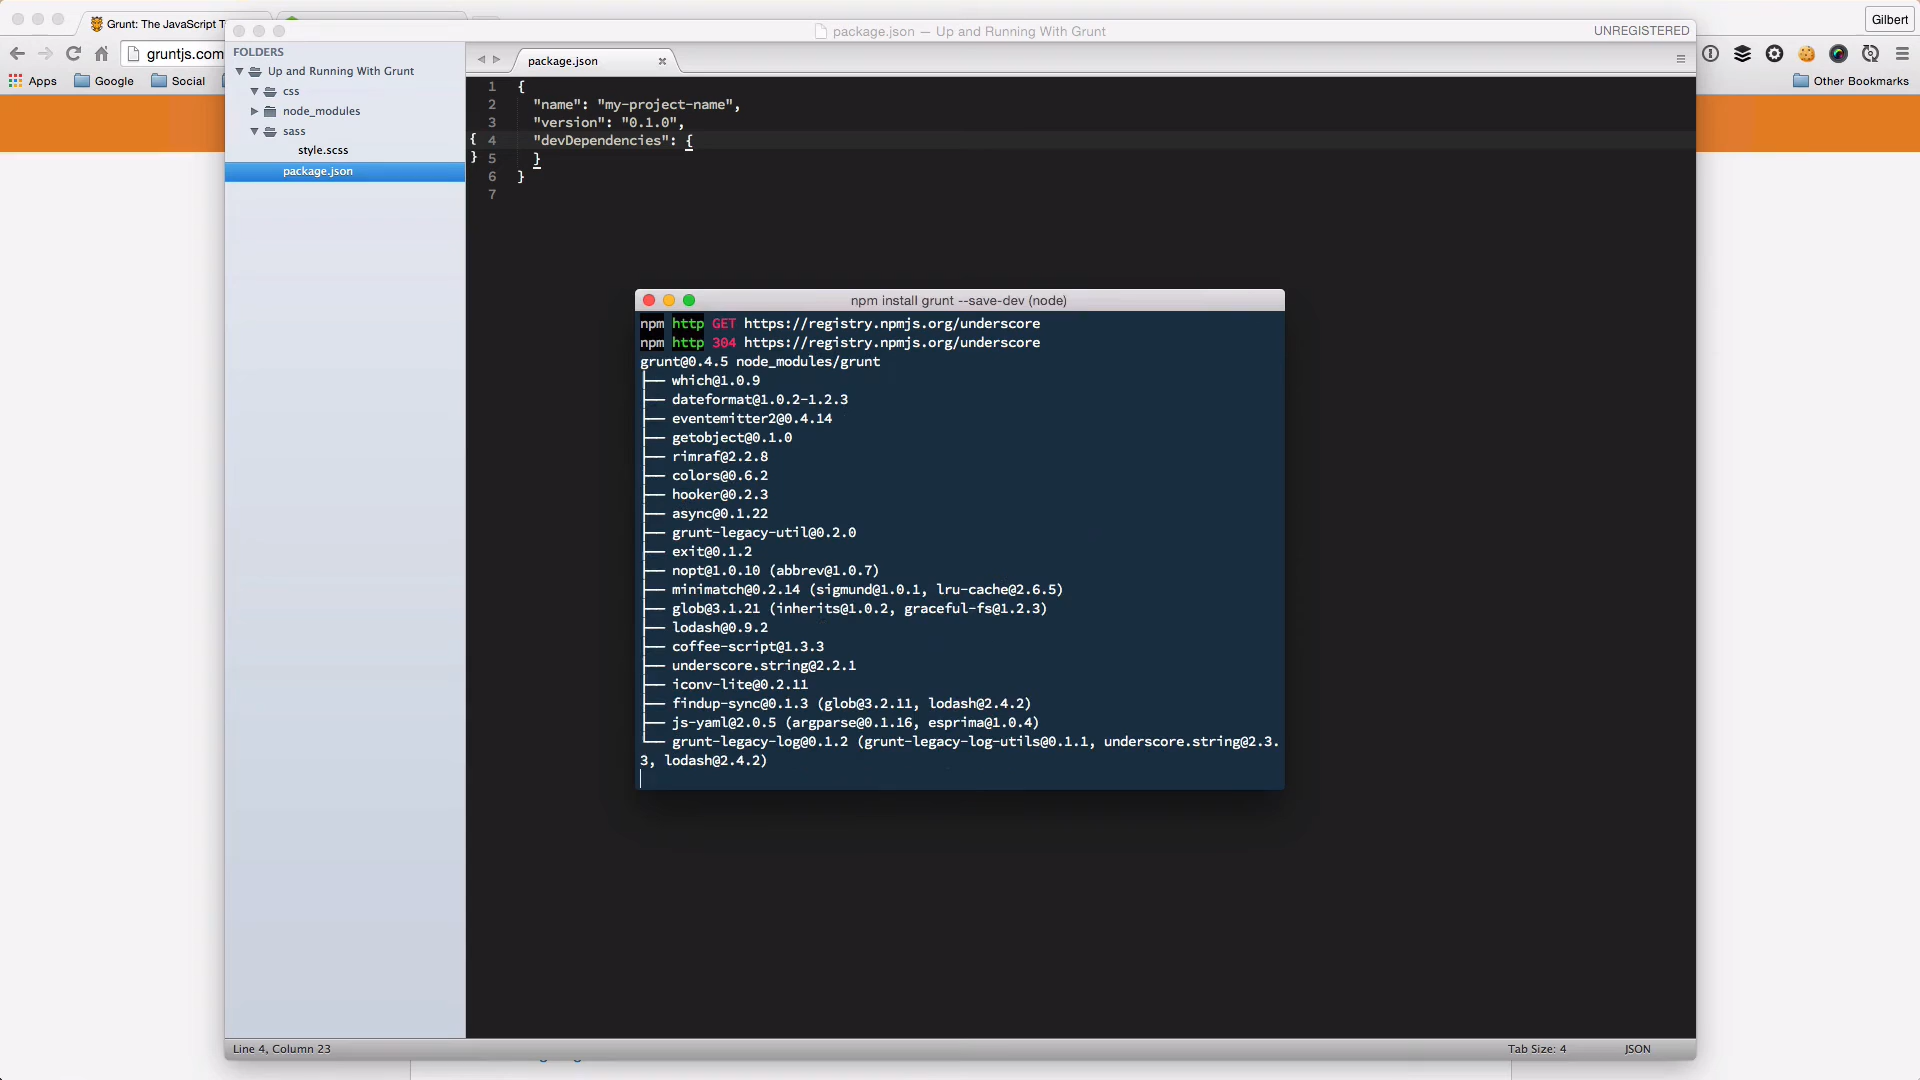 Grunt: The JavaScript T
Gilbert
gruntjs.com
Apps
Google
Social
Other Bookmarks
package.json — Up and Running With Grunt
UNREGISTERED
FOLDERS
Up and Running With Grunt
css
node_modules
sass
style.scss
package.json
package.json
1 {
2 "name": "my-project-name",
3 "version": "0.1.0",
{ 4 "devDependencies": {
} 5 }
6 }
7
npm install grunt --save-dev (node)
npm http GET https://registry.npmjs.org/underscore
npm http 304 https://registry.npmjs.org/underscore
grunt@0.4.5 node_modules/grunt
├── which@1.0.9
├── dateformat@1.0.2-1.2.3
├── eventemitter2@0.4.14
├── getobject@0.1.0
├── rimraf@2.2.8
├── colors@0.6.2
├── hooker@0.2.3
├── async@0.1.22
├── grunt-legacy-util@0.2.0
├── exit@0.1.2
├── nopt@1.0.10 (abbrev@1.0.7)
├── minimatch@0.2.14 (sigmund@1.0.1, lru-cache@2.6.5)
├── glob@3.1.21 (inherits@1.0.2, graceful-fs@1.2.3)
├── lodash@0.9.2
├── coffee-script@1.3.3
├── underscore.string@2.2.1
├── iconv-lite@0.2.11
├── findup-sync@0.1.3 (glob@3.2.11, lodash@2.4.2)
├── js-yaml@2.0.5 (argparse@0.1.16, esprima@1.0.4)
└── grunt-legacy-log@0.1.2 (grunt-legacy-log-utils@0.1.1, underscore.string@2.3.
3, lodash@2.4.2)
Line 4, Column 23
Tab Size: 4
JSON